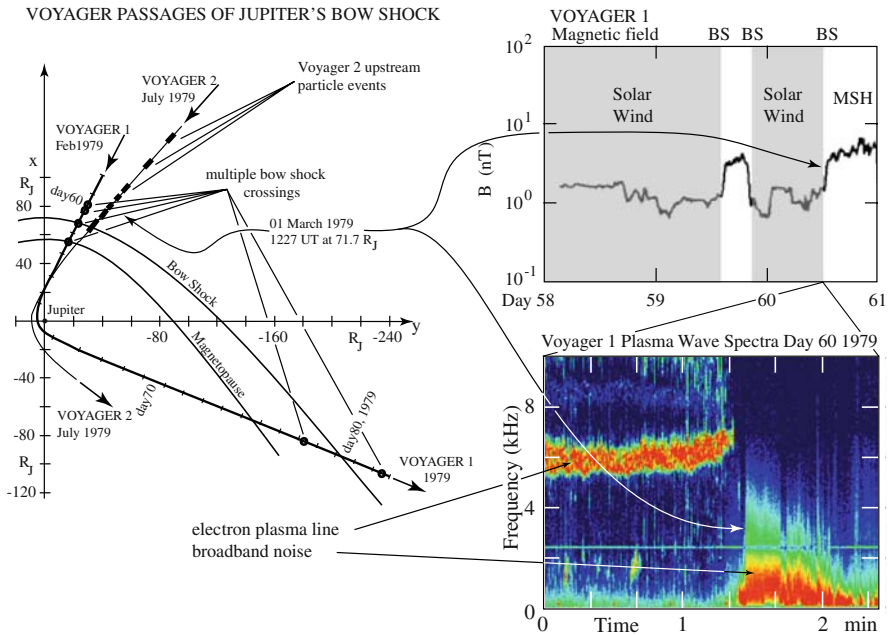 VOYAGER PASSAGES OF JUPITER'S BOW SHOCK
VOYAGER 2
July 1979
Voyager 2 upstream
particle events
VOYAGER 1
Feb1979
x
R_J
day60
80
40
multiple bow shock
crossings
01 March 1979
1227 UT at 71.7 R_J
Bow Shock
Magnetopause
Jupiter
0
-80
-160
R_J
-240
y
-40
-80
R_J
-120
VOYAGER 2
July 1979
day70
day80, 1979
VOYAGER 1
1979
electron plasma line
broadband noise
VOYAGER 1
Magnetic field
BS
BS
BS
10^2
10^1
10^0
10^-1
B (nT)
Solar
Wind
Solar
Wind
MSH
Day 58
59
60
61
Voyager 1 Plasma Wave Spectra Day 60 1979
Frequency (kHz)
8
4
0
0
Time
1
2
min